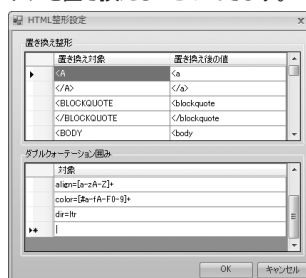 HTML整形設定
置き換え整形
置き換え対象 置き換え後の値
<A <a
</A> </a>
<BLOCKQUOTE <blockquote
</BLOCKQUOTE </blockquote
<BODY <body
ダブルクォーテーション囲み
対象
align=[a-zA-Z]+
color=[#a-fA-F0-9]+
dir=ltr
OK キャンセル